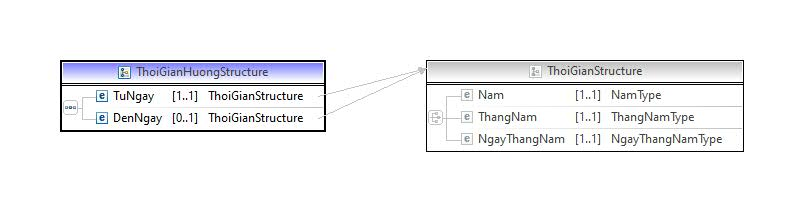 ThoiGianHuongStructure
e TuNgay [1..1] ThoiGianStructure
e DenNgay [0..1] ThoiGianStructure
ThoiGianStructure
e Nam [1..1] NamType
e ThangNam [1..1] ThangNamType
e NgayThangNam [1..1] NgayThangNamType